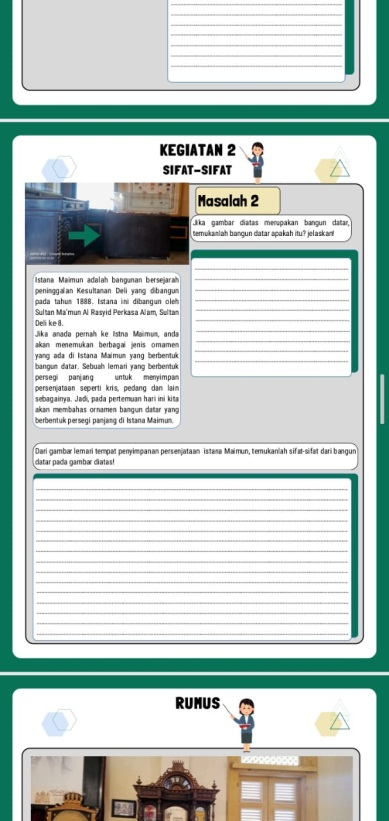 KEGIATAN 2
SIFAT-SIFAT
Masalah 2
Jika gambar diatas merupakan bangun datar,
temukanlah bangun datar apakah itu? jelaskan!
Istana Maimun adalah bangunan bersejarah
peninggalan Kesultanan Deli yang dibangun
pada tahun 1888. Istana ini dibangun oleh
Sultan Ma'mun Al Rasyid Perkasa Alam, Sultan
Deli ke-8.
Jika anada pernah ke Istna Maimun, anda
akan menemukan berbagai jenis ornamen
yang ada di Istana Maimun yang berbentuk
bangun datar. Sebuah lemari yang berbentuk
persegi panjang untuk menyimpan
persenjataan seperti kris, pedang dan lain
sebagainya. Jadi, pada pertemuan hari ini kita
akan membahas ornamen bangun datar yang
berbentuk persegi panjang di Istana Maimun.
Dari gambar lemari tempat penyimpanan persenjataan istana Maimun, temukanlah sifat-sifat dari bangun
datar pada gambar diatas!
RUMUS